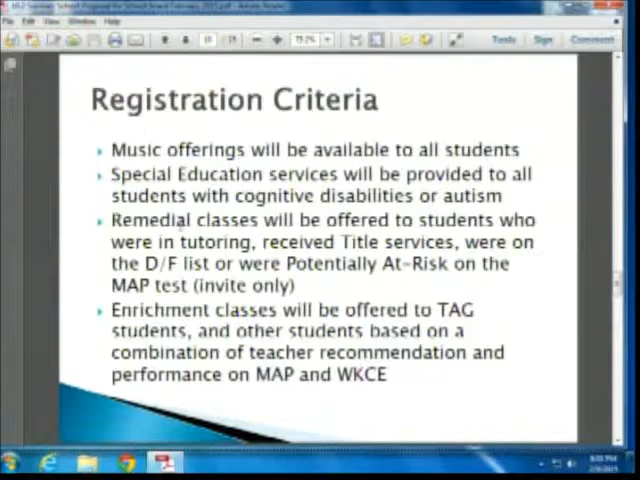 File Edit View Window Help
Tools Sign Comment
Registration Criteria
Music offerings will be available to all students
Special Education services will be provided to all
students with cognitive disabilities or autism
Remedial classes will be offered to students who
were in tutoring, received Title services, were on
the D/F list or were Potentially At-Risk on the
MAP test (invite only)
Enrichment classes will be offered to TAG
students, and other students based on a
combination of teacher recommendation and
performance on MAP and WKCE